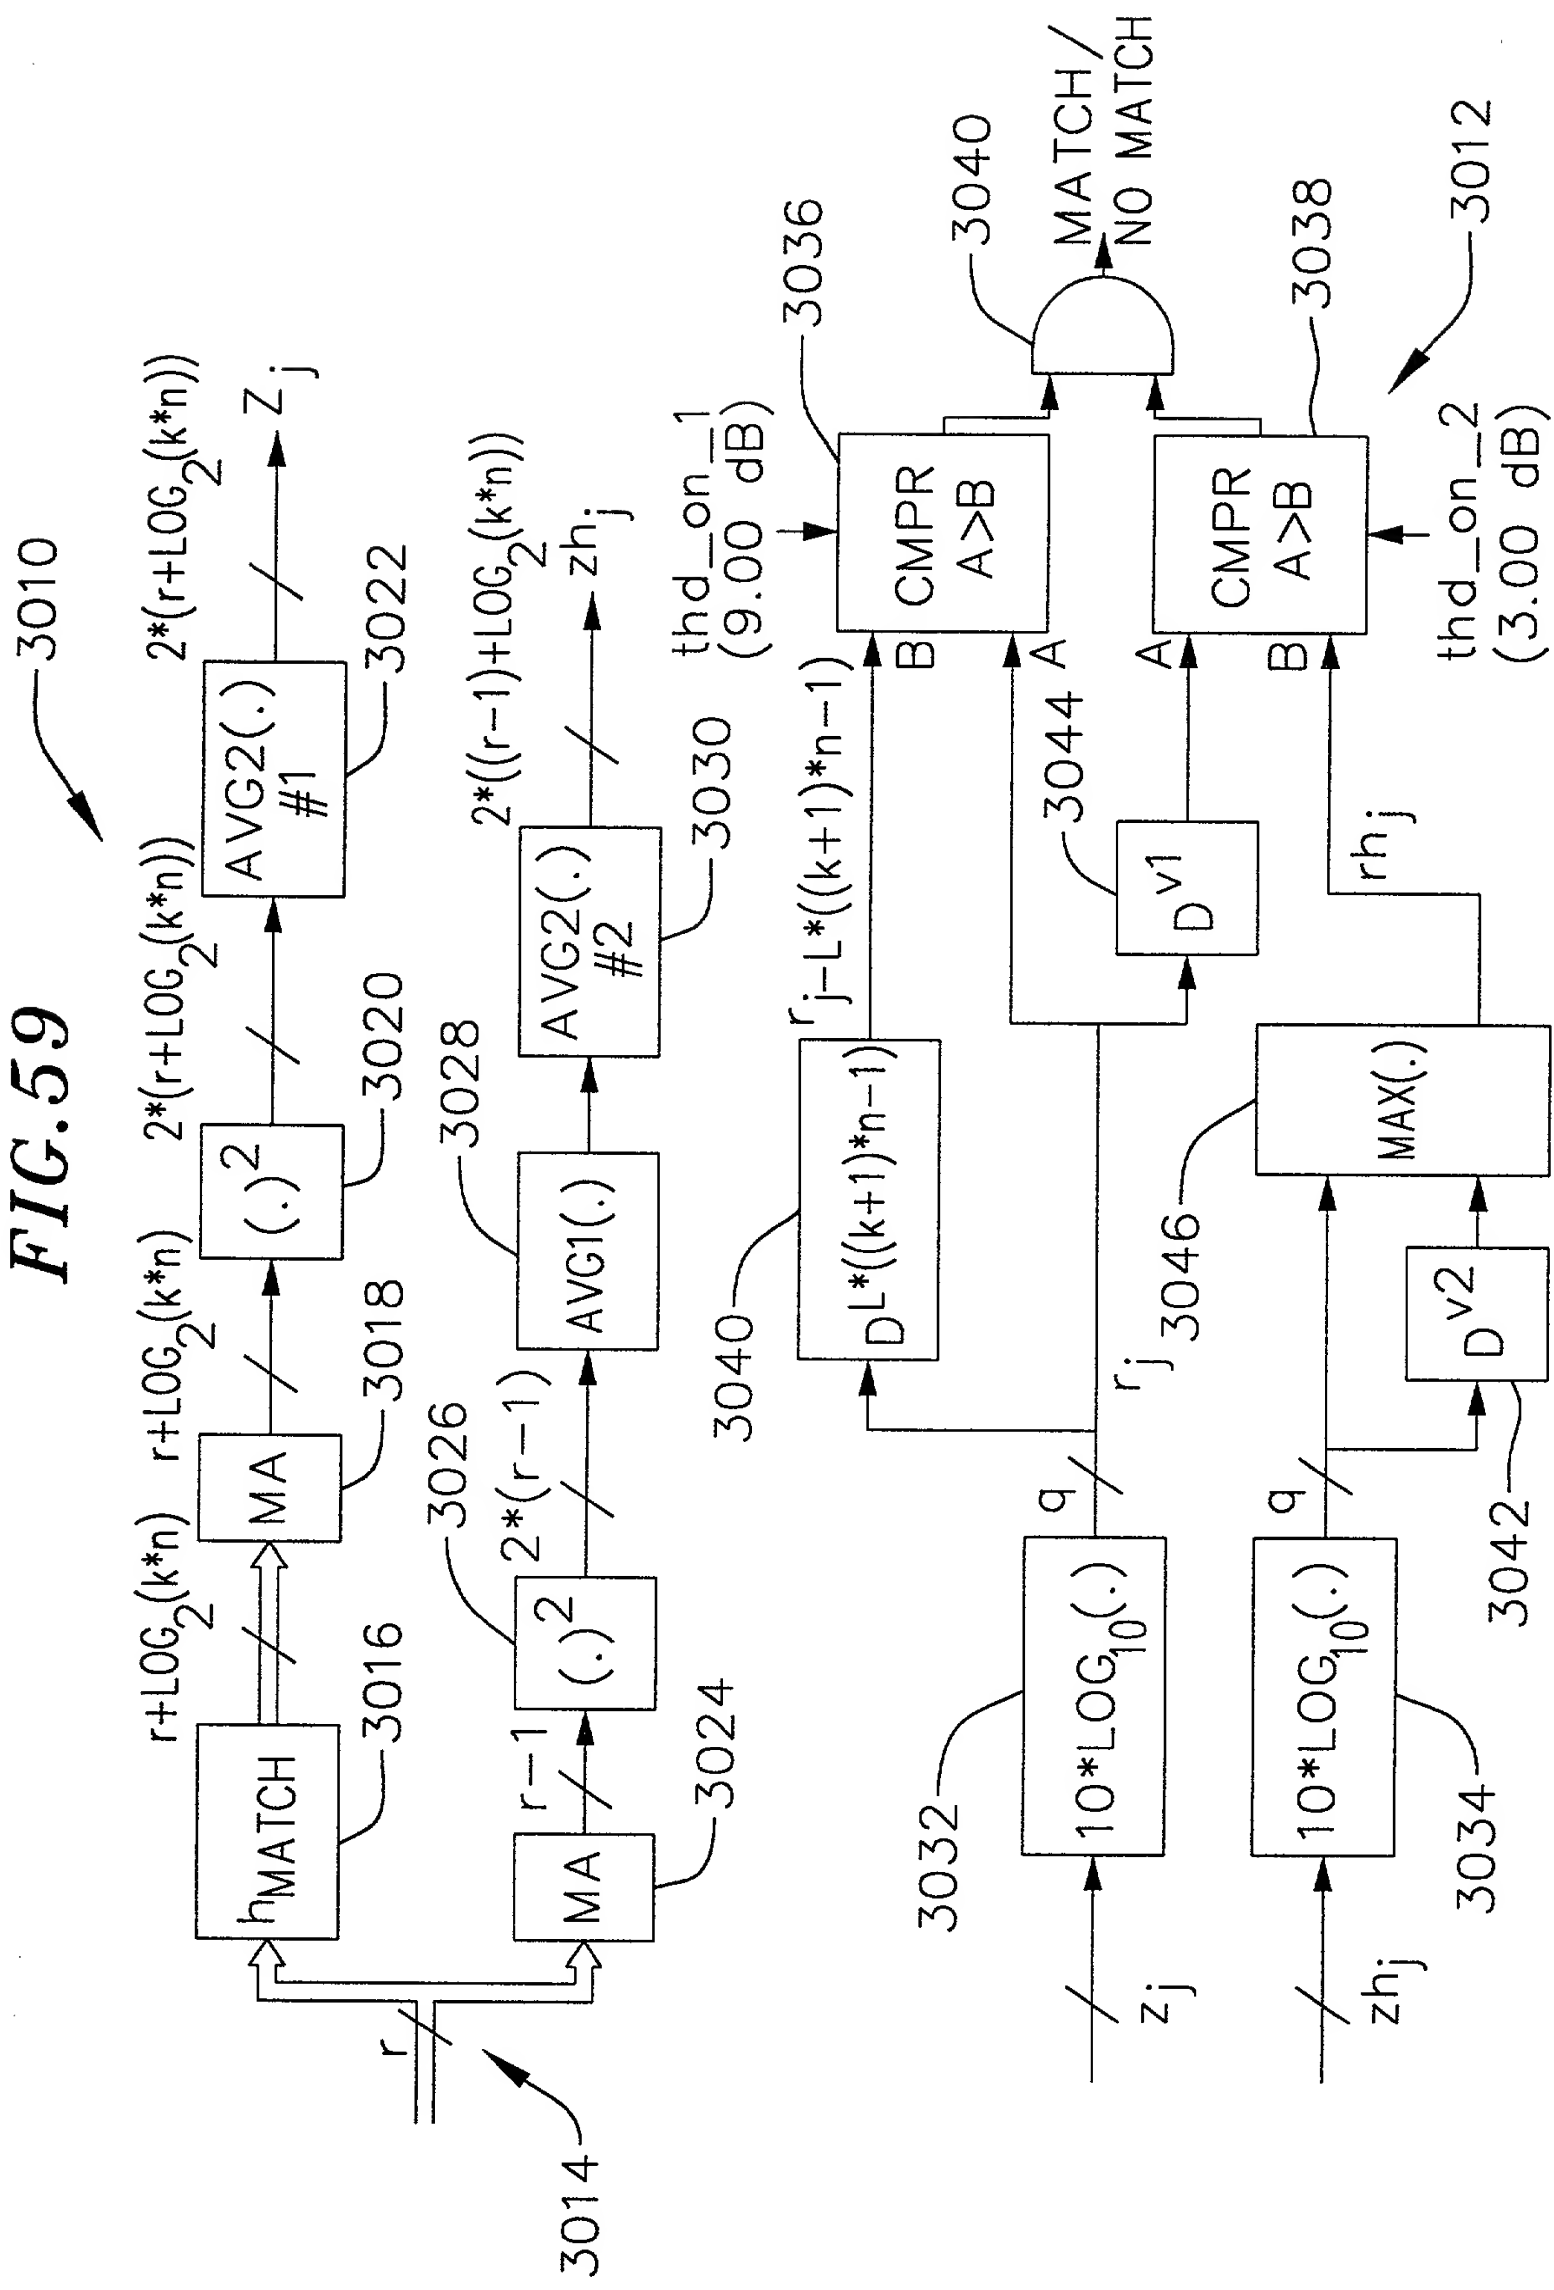 FIG.59
3010
r
3014
hMATCH
3016
r+LOG2(k*n)
MA
3018
r+LOG2(k*n)
(.)2
3020
2*(r+LOG2(k*n))
AVG2(.)
#1
3022
2*(r+LOG2(k*n))
Zj
MA
3024
r-1
(.)2
3026
2*(r-1)
AVG1(.)
3028
AVG2(.)
#2
3030
2*((r-1)+LOG2(k*n))
zhj
zj
3032
10*LOG10(.)
q
rj
3040
DL*((k+1)*n-1)
rj-L*((k+1)*n-1)
B
A
thd_on_1
(9.00 dB)
CMPR
A>B
3036
3044
Dv1
zhj
3034
10*LOG10(.)
q
3042
Dv2
3046
MAX(.)
rhj
A
B
CMPR
A>B
3038
thd_on_2
(3.00 dB)
3040
MATCH/
NO MATCH
3012